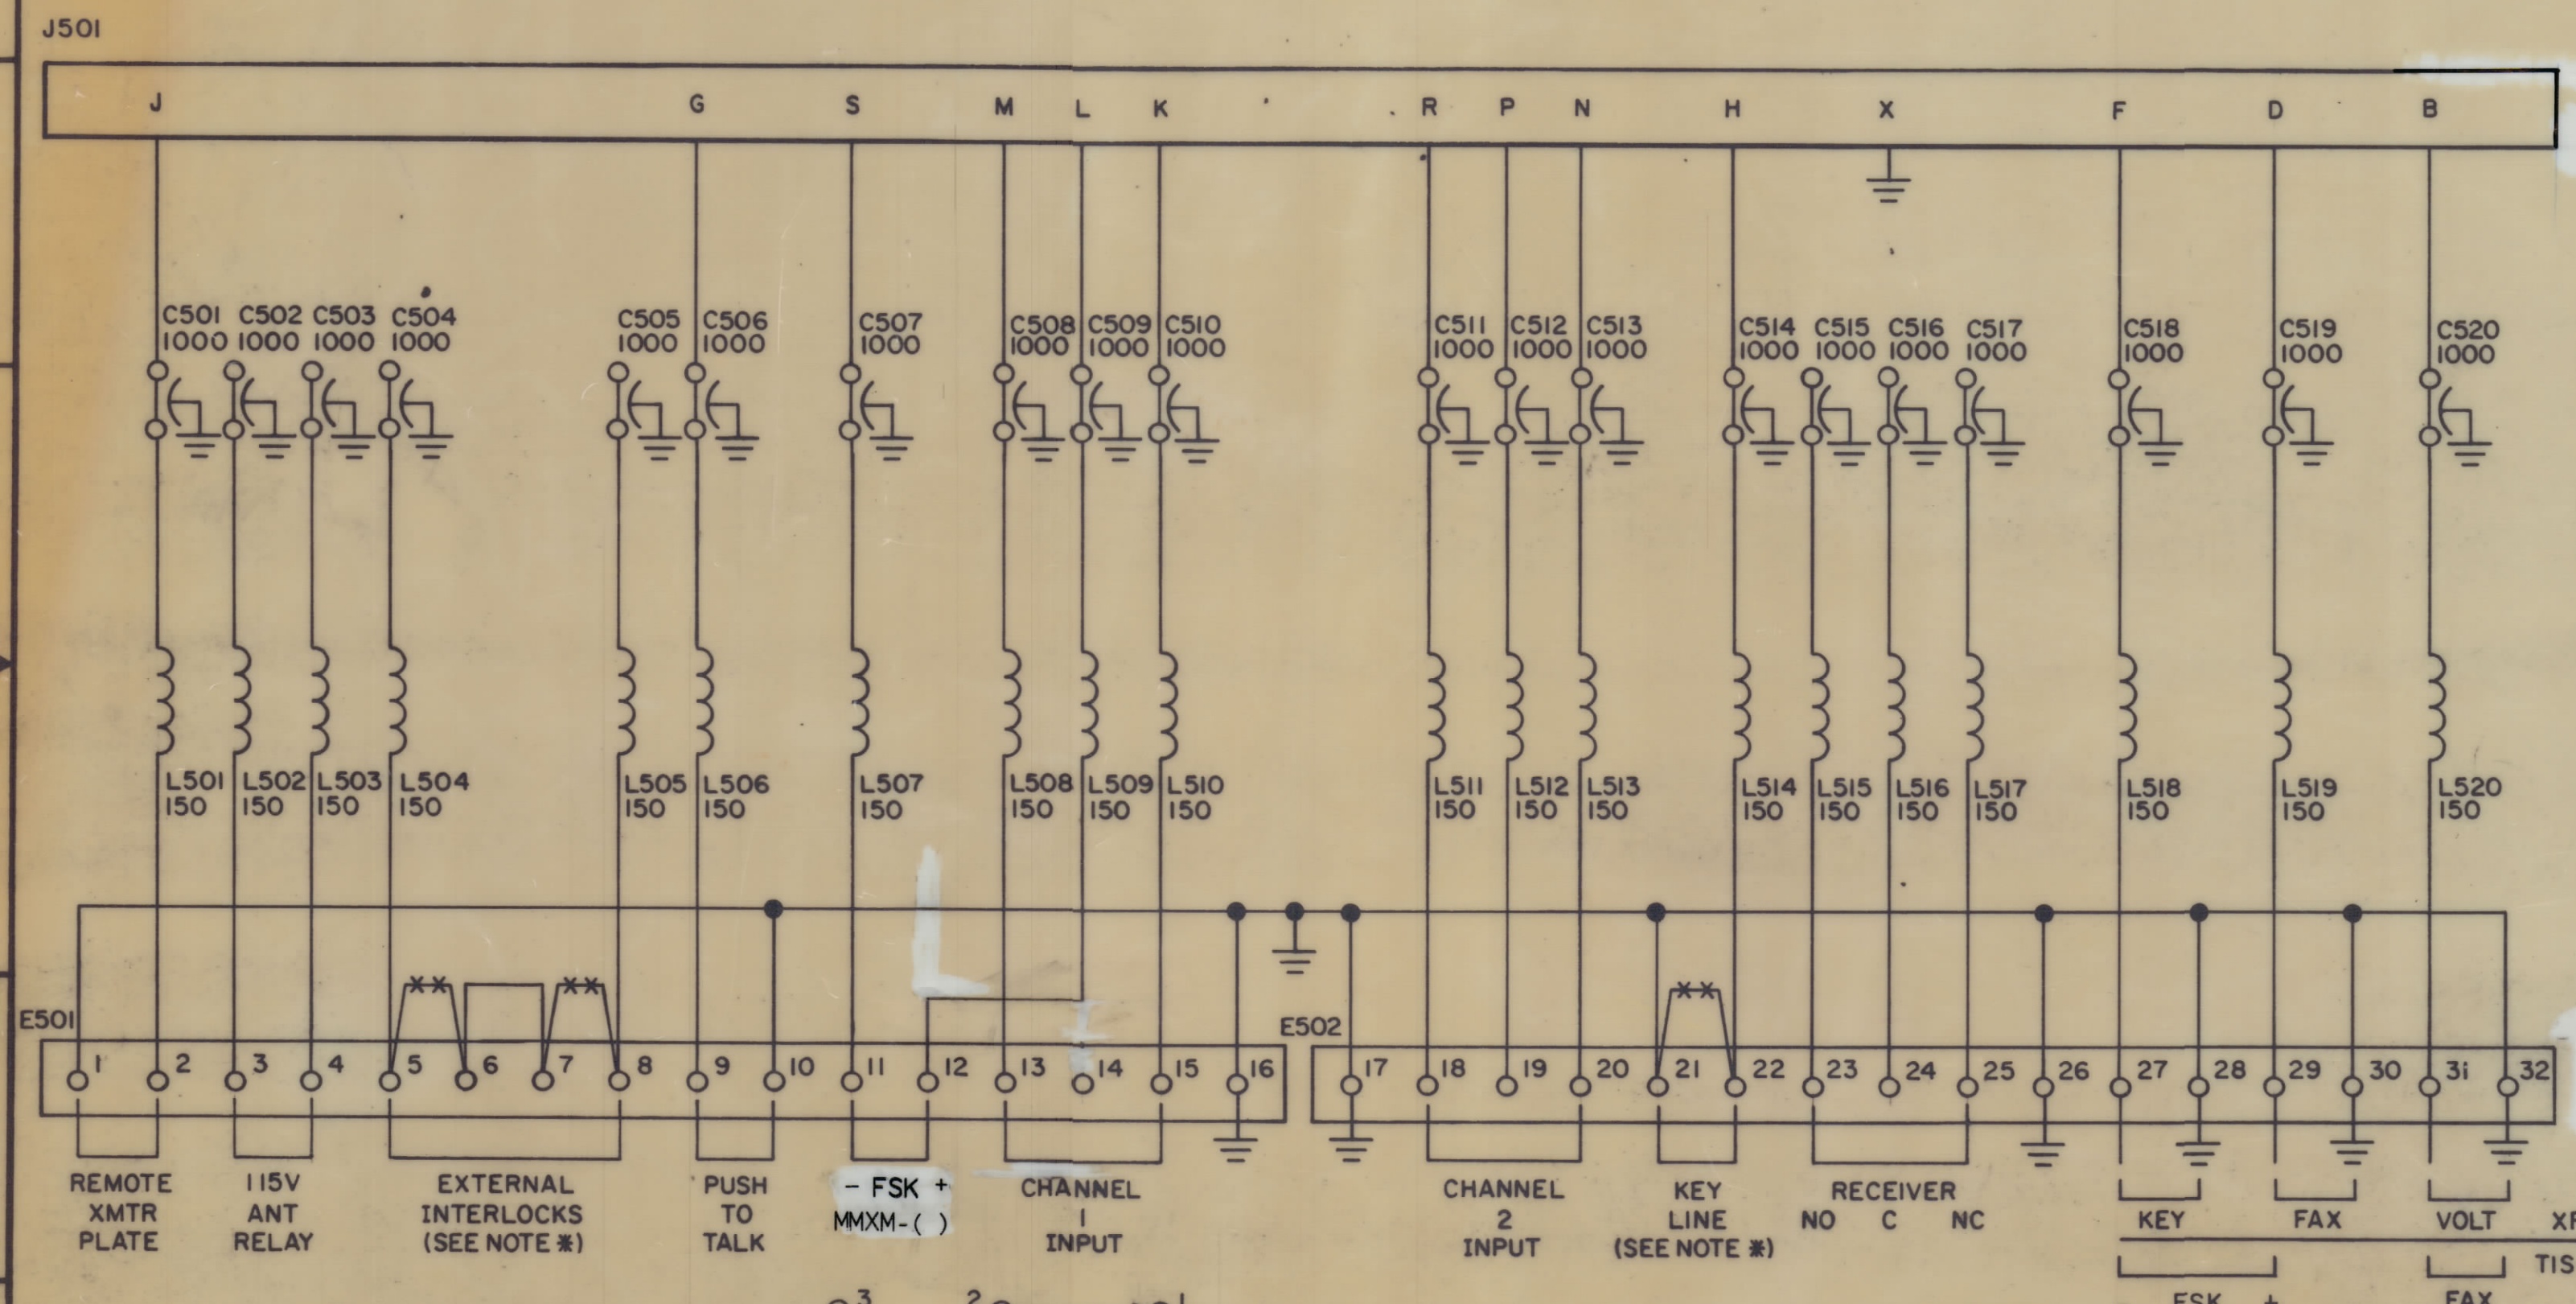 J501
J G S M L K R P N H X F D B
C501 C502 C503 C504 C505 C506 C507 C508 C509 C510 C511 C512 C513 C514 C515 C516 C517 C518 C519 C520
1000 1000 1000 1000 1000 1000 1000 1000 1000 1000 1000 1000 1000 1000 1000 1000 1000 1000 1000 1000
L501 L502 L503 L504 L505 L506 L507 L508 L509 L510 L511 L512 L513 L514 L515 L516 L517 L518 L519 L520
150 150 150 150 150 150 150 150 150 150 150 150 150 150 150 150 150 150 150 150
E501 E502
1 2 3 4 5 6 7 8 9 10 11 12 13 14 15 16 17 18 19 20 21 22 23 24 25 26 27 28 29 30 31 32
REMOTE
XMTR
PLATE
115V
ANT
RELAY
EXTERNAL
INTERLOCKS
(SEE NOTE *)
PUSH
TO
TALK
- FSK +
MMXM-( )
CHANNEL
1
INPUT
CHANNEL
2
INPUT
KEY
LINE
(SEE NOTE *)
RECEIVER
NO C NC
KEY FAX VOLT
TIS
FSK + FAX
3 2 1